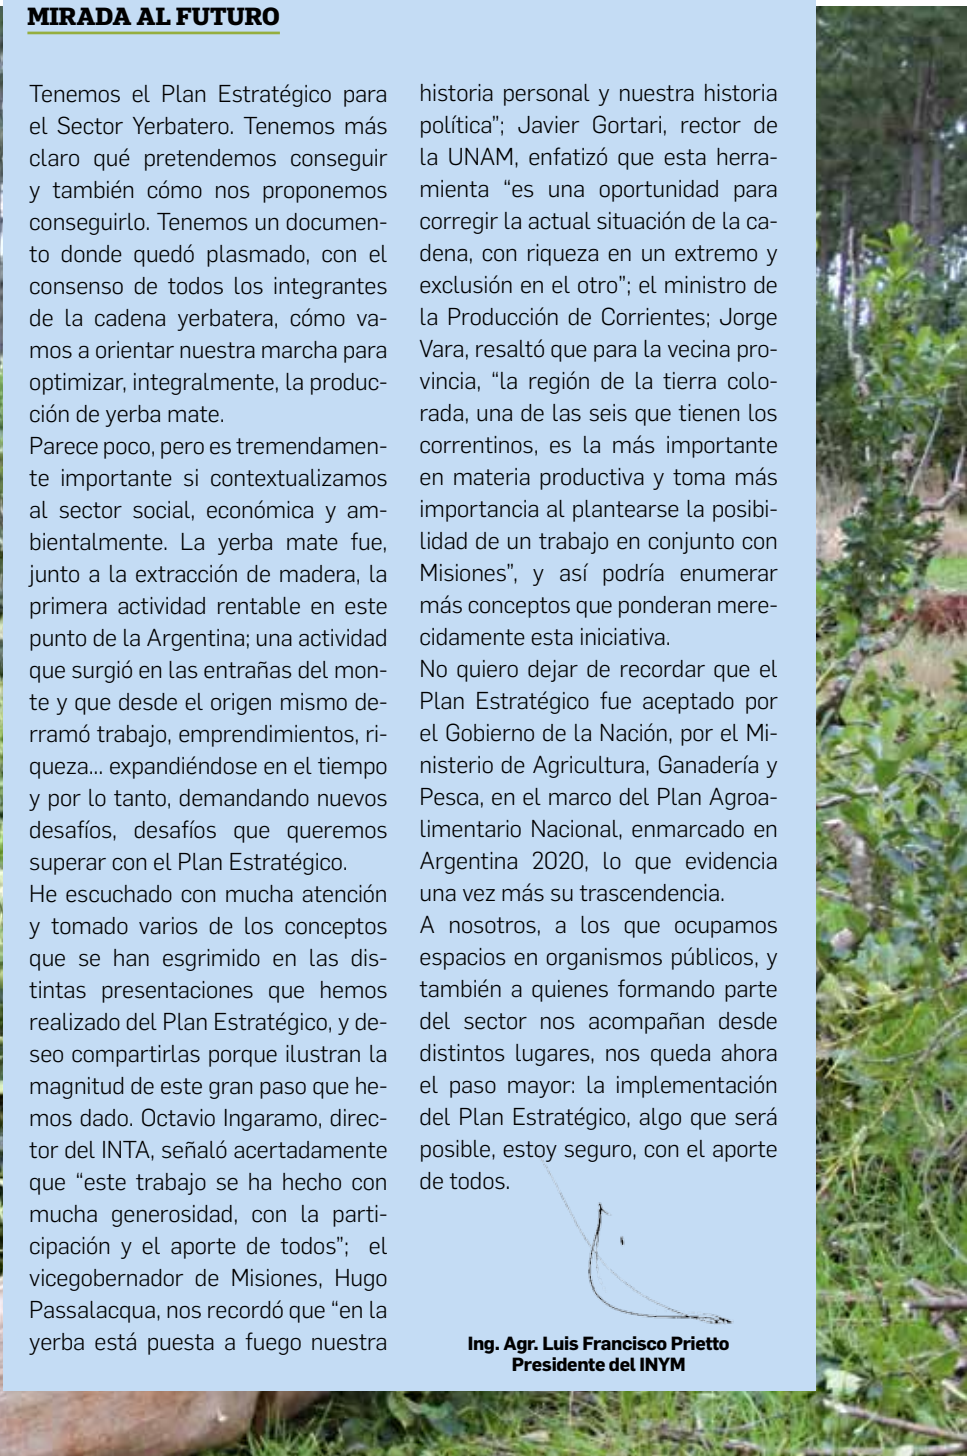 MIRADA AL FUTURO
Tenemos el Plan Estratégico para
el Sector Yerbatero. Tenemos más
claro qué pretendemos conseguir
y también cómo nos proponemos
conseguirlo. Tenemos un documen-
to donde quedó plasmado, con el
consenso de todos los integrantes
de la cadena yerbatera, cómo va-
mos a orientar nuestra marcha para
optimizar, integralmente, la produc-
ción de yerba mate.
Parece poco, pero es tremendamen-
te importante si contextualizamos
al sector social, económica y am-
bientalmente. La yerba mate fue,
junto a la extracción de madera, la
primera actividad rentable en este
punto de la Argentina; una actividad
que surgió en las entrañas del mon-
te y que desde el origen mismo de-
rramó trabajo, emprendimientos, ri-
queza... expandiéndose en el tiempo
y por lo tanto, demandando nuevos
desafíos, desafíos que queremos
superar con el Plan Estratégico.
He escuchado con mucha atención
y tomado varios de los conceptos
que se han esgrimido en las dis-
tintas presentaciones que hemos
realizado del Plan Estratégico, y de-
seo compartirlas porque ilustran la
magnitud de este gran paso que he-
mos dado. Octavio Ingaramo, direc-
tor del INTA, señaló acertadamente
que “este trabajo se ha hecho con
mucha generosidad, con la parti-
cipación y el aporte de todos”; el
vicegobernador de Misiones, Hugo
Passalacqua, nos recordó que “en la
yerba está puesta a fuego nuestra
historia personal y nuestra historia
política”; Javier Gortari, rector de
la UNAM, enfatizó que esta herra-
mienta “es una oportunidad para
corregir la actual situación de la ca-
dena, con riqueza en un extremo y
exclusión en el otro”; el ministro de
la Producción de Corrientes; Jorge
Vara, resaltó que para la vecina pro-
vincia, “la región de la tierra colo-
rada, una de las seis que tienen los
correntinos, es la más importante
en materia productiva y toma más
importancia al plantearse la posibi-
lidad de un trabajo en conjunto con
Misiones”, y así podría enumerar
más conceptos que ponderan mere-
cidamente esta iniciativa.
No quiero dejar de recordar que el
Plan Estratégico fue aceptado por
el Gobierno de la Nación, por el Mi-
nisterio de Agricultura, Ganadería y
Pesca, en el marco del Plan Agroa-
limentario Nacional, enmarcado en
Argentina 2020, lo que evidencia
una vez más su trascendencia.
A nosotros, a los que ocupamos
espacios en organismos públicos, y
también a quienes formando parte
del sector nos acompañan desde
distintos lugares, nos queda ahora
el paso mayor: la implementación
del Plan Estratégico, algo que será
posible, estoy seguro, con el aporte
de todos.
Ing. Agr. Luis Francisco Prietto
Presidente del INYM